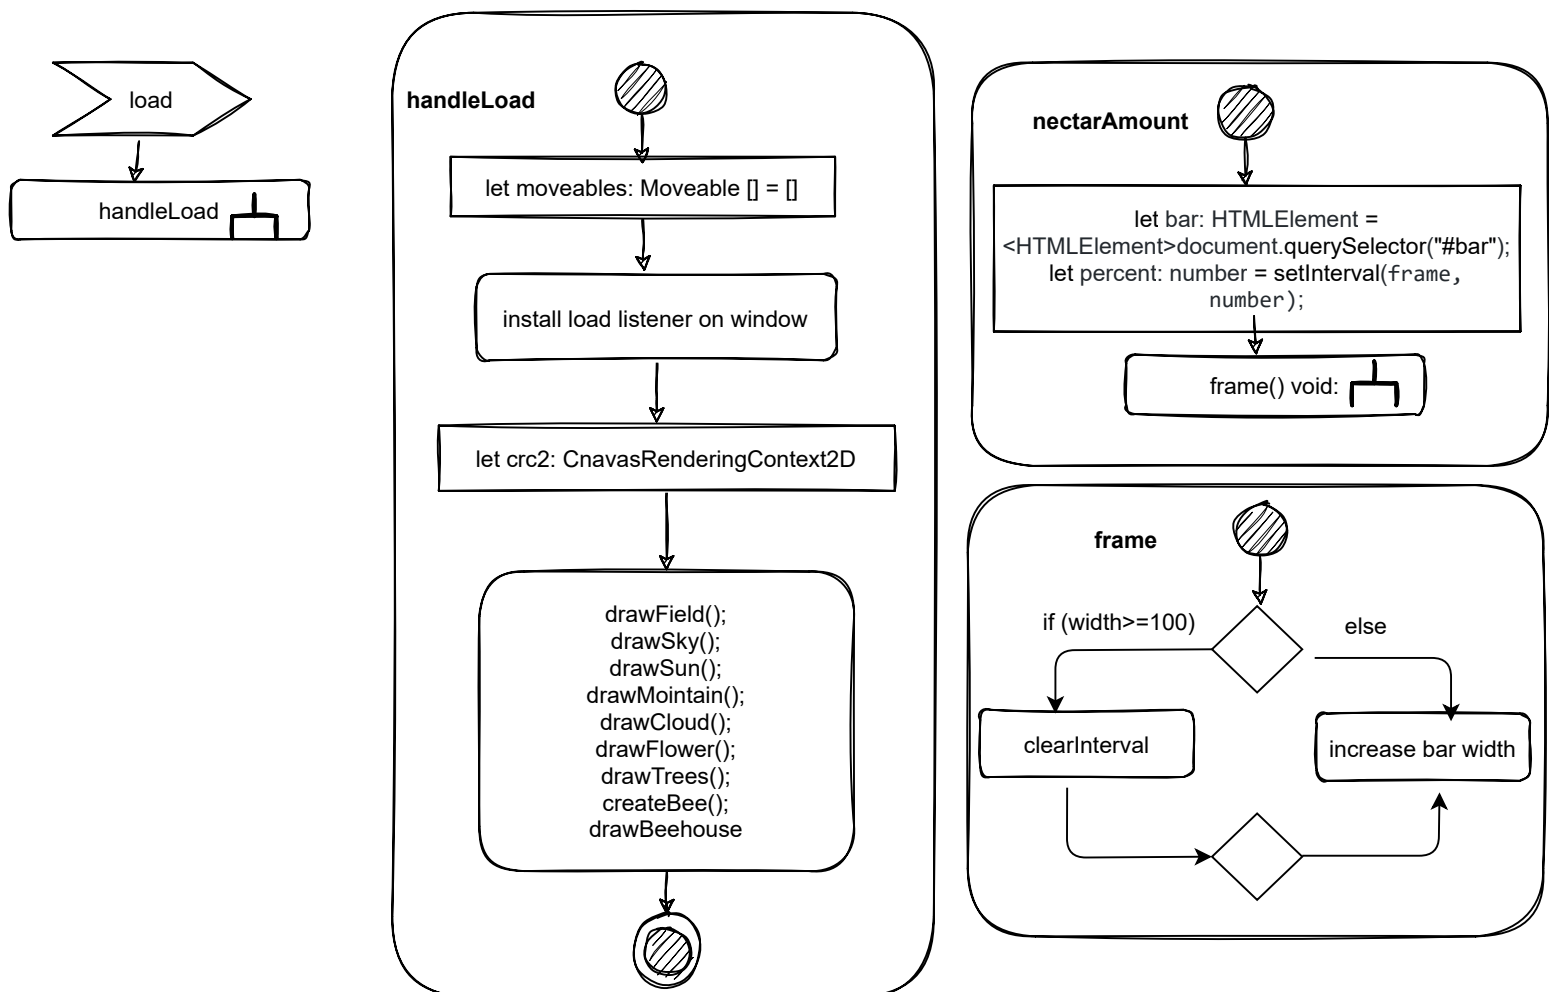 load
handleLoad
handleLoad
let moveables: Moveable [] = []
install load listener on window
let crc2: CnavasRenderingContext2D
drawField();
drawSky();
drawSun();
drawMointain();
drawCloud();
drawFlower();
drawTrees();
createBee();
drawBeehouse
nectarAmount
let bar: HTMLElement =
<HTMLElement>document.querySelector("#bar");
let percent: number = setInterval(frame,
number);
frame() void:
frame
if (width>=100)
else
clearInterval
increase bar width